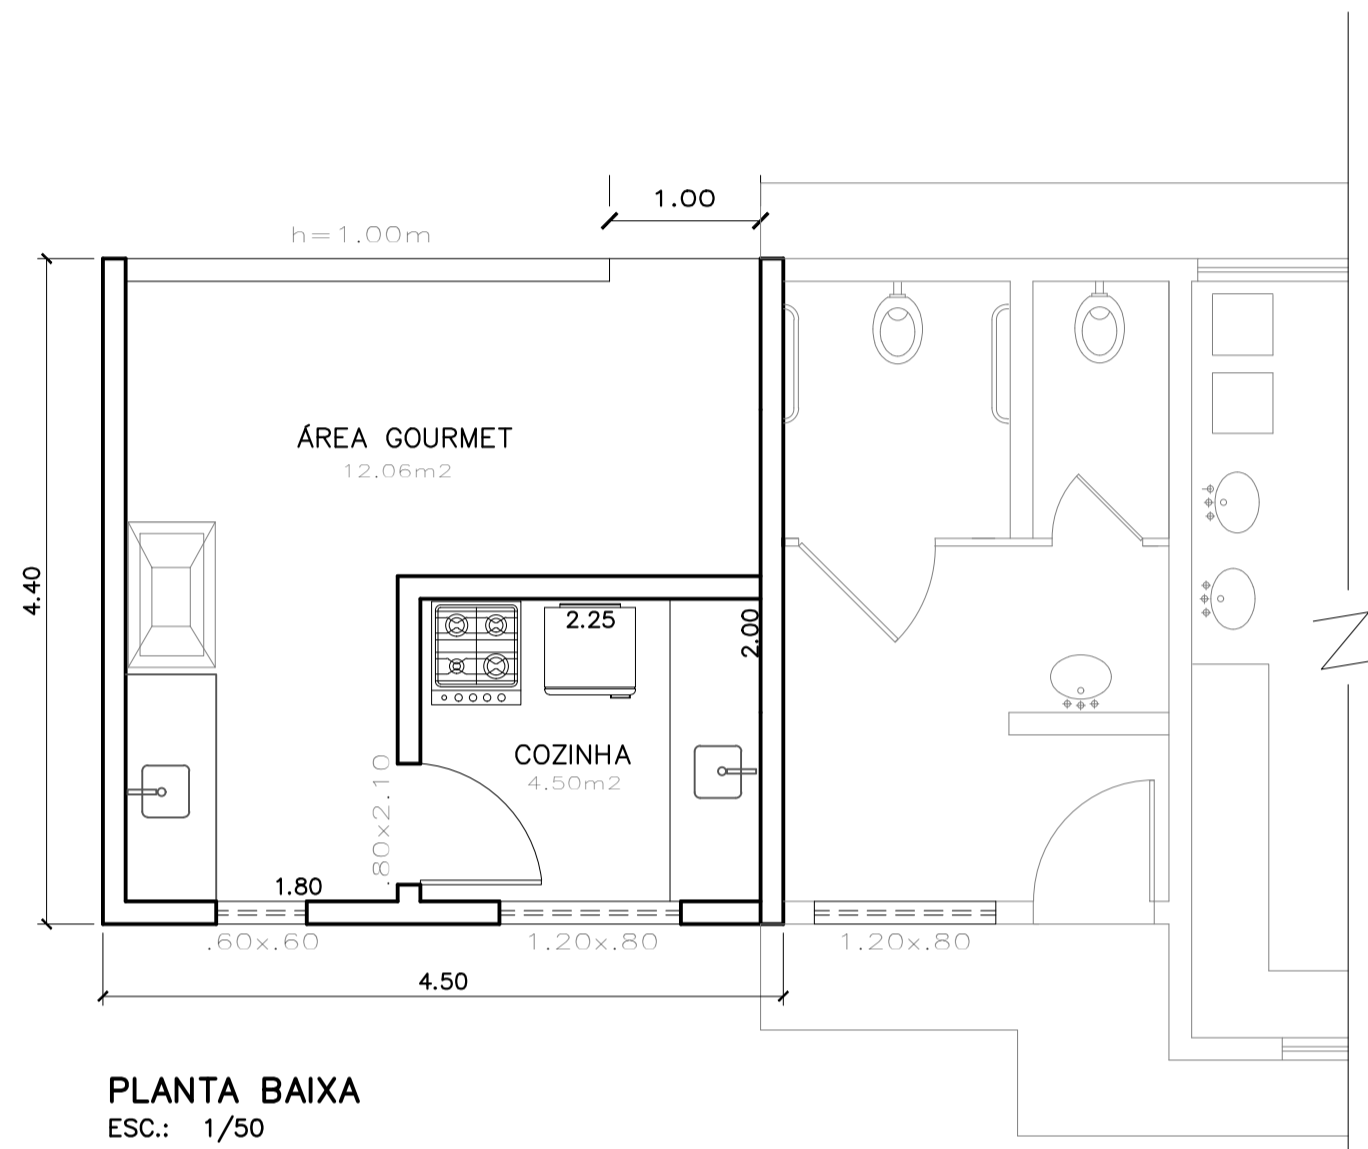 1.00
h=1.00m
ÁREA GOURMET
12.06m2
4.40
2.25
2.00
COZINHA
4.50m2
.80x2.10
1.80
.60x.60
1.20x.80
1.20x.80
4.50
PLANTA BAIXA
ESC.: 1/50